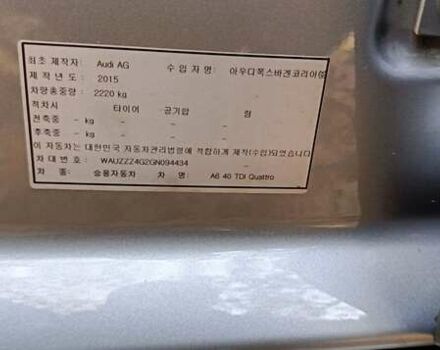 최초 제작자: Audi AG 수 입 자 명: 아우디폭스바겐코리아㈜
제 작 년 도 : 2015
차량총중량 : 2220 kg
적차시 타이어 공기압 림
전축중 - kg - - -
후축중 - kg - - -
이 자동차는 대한민국 자동차관리법령에 적합하게 제작(수입)되었습니다
차 대 번 호 : WAUZZZ4G2GN094434
차 종: 승용자동차 차 명: A6 40 TDI Quattro